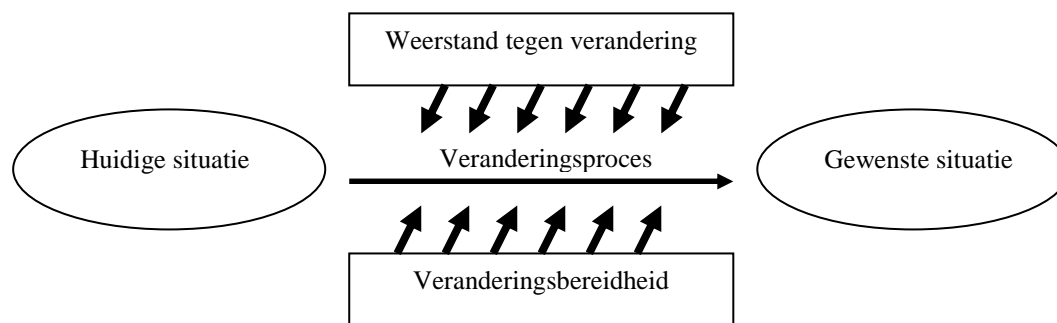 Weerstand tegen verandering
Huidige situatie
Veranderingsproces
Gewenste situatie
Veranderingsbereidheid